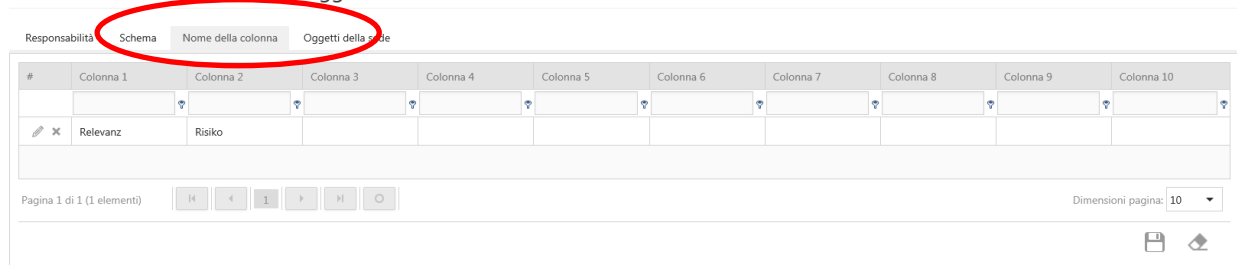 Responsabilità Schema Nome della colonna Oggetti della sede
# Colonna 1 Colonna 2 Colonna 3 Colonna 4 Colonna 5 Colonna 6 Colonna 7 Colonna 8 Colonna 9 Colonna 10
Relevanz Risiko
Pagina 1 di 1 (1 elementi) 1 Dimensioni pagina: 10